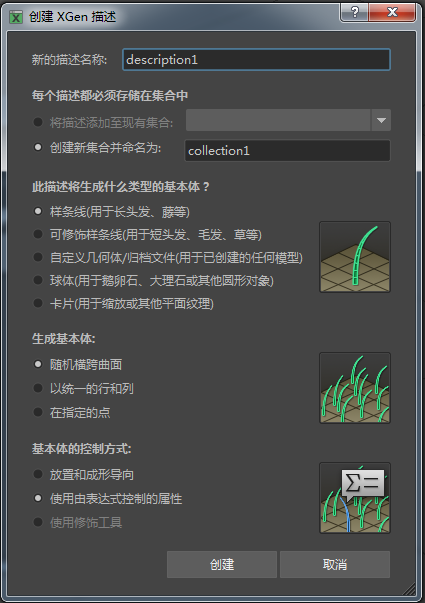 创建 XGen 描述
新的描述名称: description1
每个描述都必须存储在集合中
将描述添加至现有集合:
创建新集合并命名为: collection1
此描述将生成什么类型的基本体？
样条线(用于长头发、藤等)
可修饰样条线(用于短头发、毛发、草等)
自定义几何体/归档文件(用于已创建的任何模型)
球体(用于鹅卵石、大理石或其他圆形对象)
卡片(用于缩放或其他平面纹理)
生成基本体:
随机横跨曲面
以统一的行和列
在指定的点
基本体的控制方式:
放置和成形导向
使用由表达式控制的属性
Σ=
使用修饰工具
创建 取消